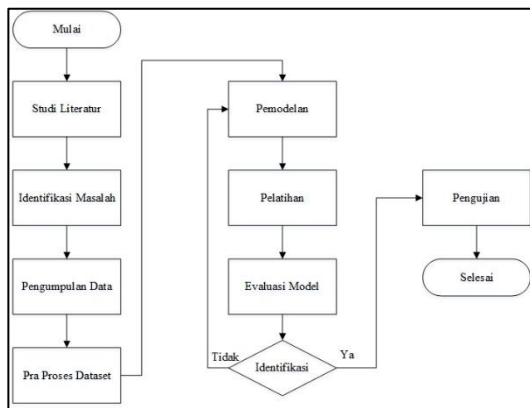 Mulai
Studi Literatur
Identifikasi Masalah
Pengumpulan Data
Pra Proses Dataset
Pemodelan
Pelatihan
Evaluasi Model
Identifikasi
Tidak
Ya
Pengujian
Selesai